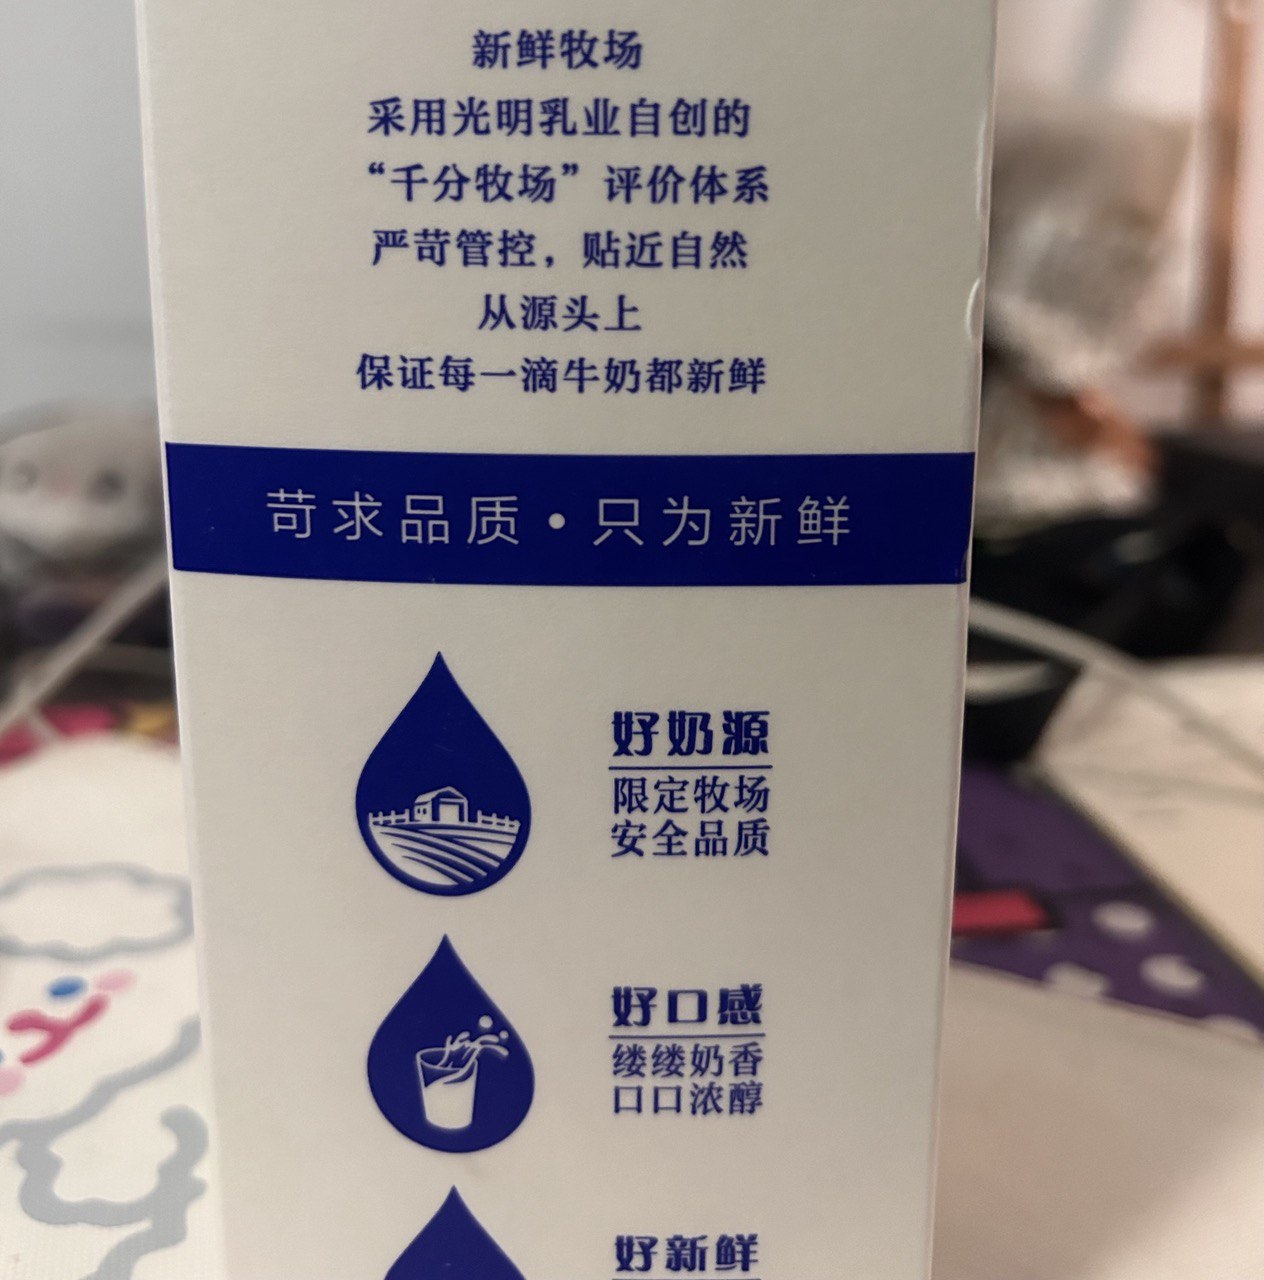 新鲜牧场
采用光明乳业自创的
“千分牧场”评价体系
严苛管控，贴近自然
从源头上
保证每一滴牛奶都新鲜
苛求品质·只为新鲜
好奶源
限定牧场
安全品质
好口感
缕缕奶香
口口浓醇
好新鲜